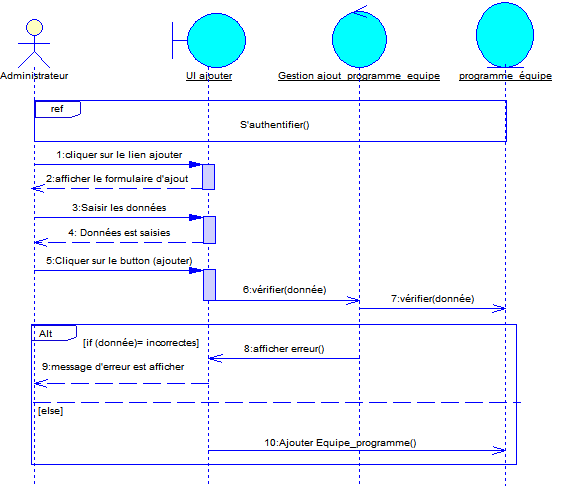 Administrateur
UI ajouter
Gestion ajout_programme_equipe
programme_équipe
ref
S'authentifier()
1:cliquer sur le lien ajouter
2:afficher le formulaire d'ajout
3:Saisir les données
4: Données est saisies
5:Cliquer sur le button (ajouter)
6:vérifier(donnée)
7:vérifier(donnée)
Alt
[if (donnée)= incorrectes]
8:afficher erreur()
9:message d'erreur est afficher
[else]
10:Ajouter Equipe_programme()